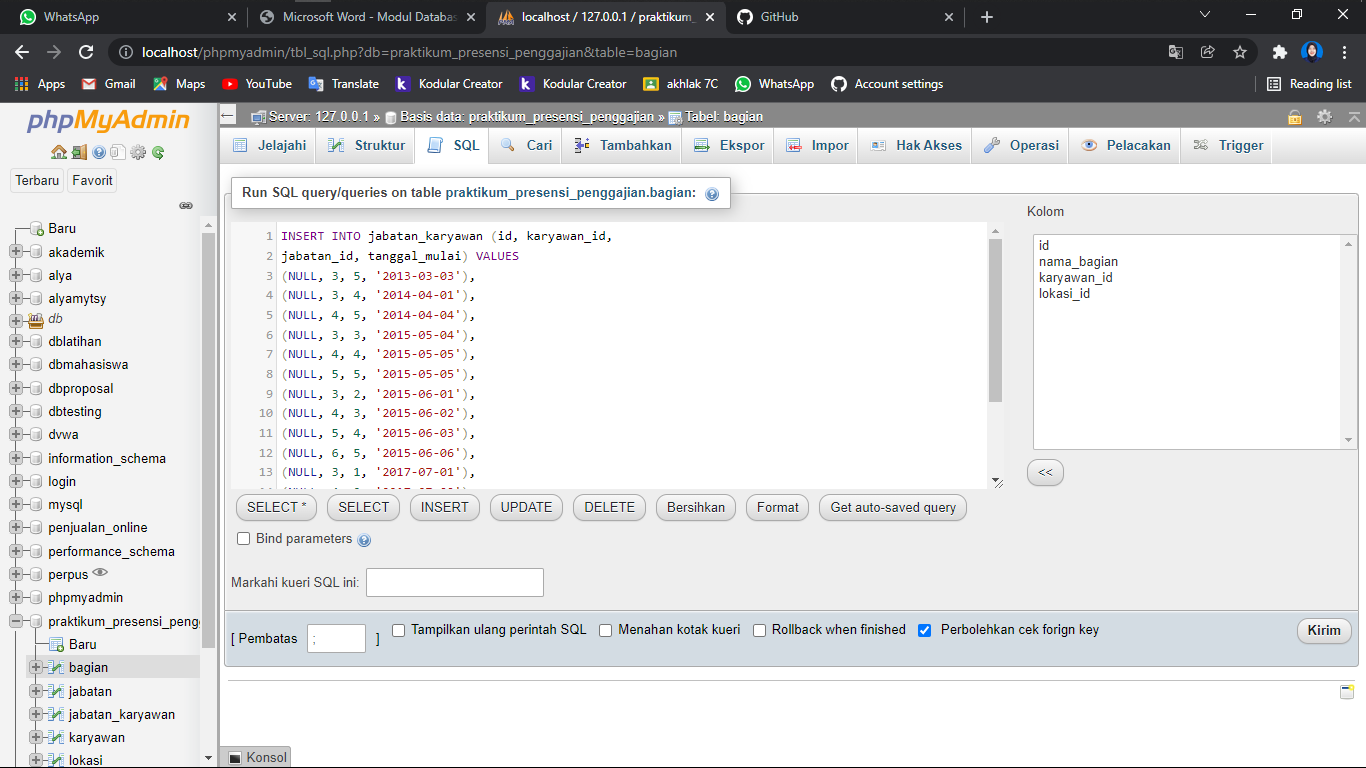 WhatsApp
Microsoft Word - Modul Databas
localhost / 127.0.0.1 / praktikum_
GitHub
localhost/phpmyadmin/tbl_sql.php?db=praktikum_presensi_penggajian&table=bagian
Apps
Gmail
Maps
YouTube
Translate
Kodular Creator
Kodular Creator
akhlak 7C
WhatsApp
Account settings
Reading list
phpMyAdmin
Terbaru
Favorit
Baru
akademik
alya
alyamytsy
db
dblatihan
dbmahasiswa
dbproposal
dbtesting
dvwa
information_schema
login
mysql
penjualan_online
performance_schema
perpus
phpmyadmin
praktikum_presensi_peng
Baru
bagian
jabatan
jabatan_karyawan
karyawan
lokasi
Server: 127.0.0.1 » Basis data: praktikum_presensi_penggajian » Tabel: bagian
Jelajahi
Struktur
SQL
Cari
Tambahkan
Ekspor
Impor
Hak Akses
Operasi
Pelacakan
Trigger
Run SQL query/queries on table praktikum_presensi_penggajian.bagian:
1 INSERT INTO jabatan_karyawan (id, karyawan_id,
2 jabatan_id, tanggal_mulai) VALUES
3 (NULL, 3, 5, '2013-03-03'),
4 (NULL, 3, 4, '2014-04-01'),
5 (NULL, 4, 5, '2014-04-04'),
6 (NULL, 3, 3, '2015-05-04'),
7 (NULL, 4, 4, '2015-05-05'),
8 (NULL, 5, 5, '2015-05-05'),
9 (NULL, 3, 2, '2015-06-01'),
10 (NULL, 4, 3, '2015-06-02'),
11 (NULL, 5, 4, '2015-06-03'),
12 (NULL, 6, 5, '2015-06-06'),
13 (NULL, 3, 1, '2017-07-01'),
Kolom
id
nama_bagian
karyawan_id
lokasi_id
<<
SELECT *
SELECT
INSERT
UPDATE
DELETE
Bersihkan
Format
Get auto-saved query
Bind parameters
Markahi kueri SQL ini:
[ Pembatas ; ]
Tampilkan ulang perintah SQL
Menahan kotak kueri
Rollback when finished
Perbolehkan cek forign key
Kirim
Konsol